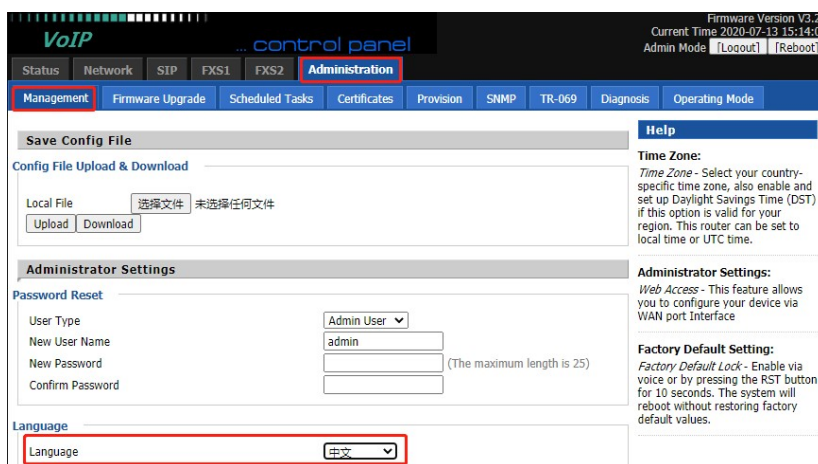 Firmware Version V3.2
VoIP
... control panel
Current Time 2020-07-13 15:14:0
Admin Mode [Logout] [Reboot]
Status Network SIP FXS1 FXS2 Administration
Management Firmware Upgrade Scheduled Tasks Certificates Provision SNMP TR-069 Diagnosis Operating Mode
Save Config File
Config File Upload & Download
Local File 选择文件 未选择任何文件
Upload Download
Administrator Settings
Password Reset
User Type Admin User
New User Name admin
New Password (The maximum length is 25)
Confirm Password
Language
Language 中文
Help
Time Zone:
Time Zone - Select your country-
specific time zone, also enable and
set up Daylight Savings Time (DST)
if this option is valid for your
region. This router can be set to
local time or UTC time.
Administrator Settings:
Web Access - This feature allows
you to configure your device via
WAN port Interface
Factory Default Setting:
Factory Default Lock - Enable via
voice or by pressing the RST button
for 10 seconds. The system will
reboot without restoring factory
default values.